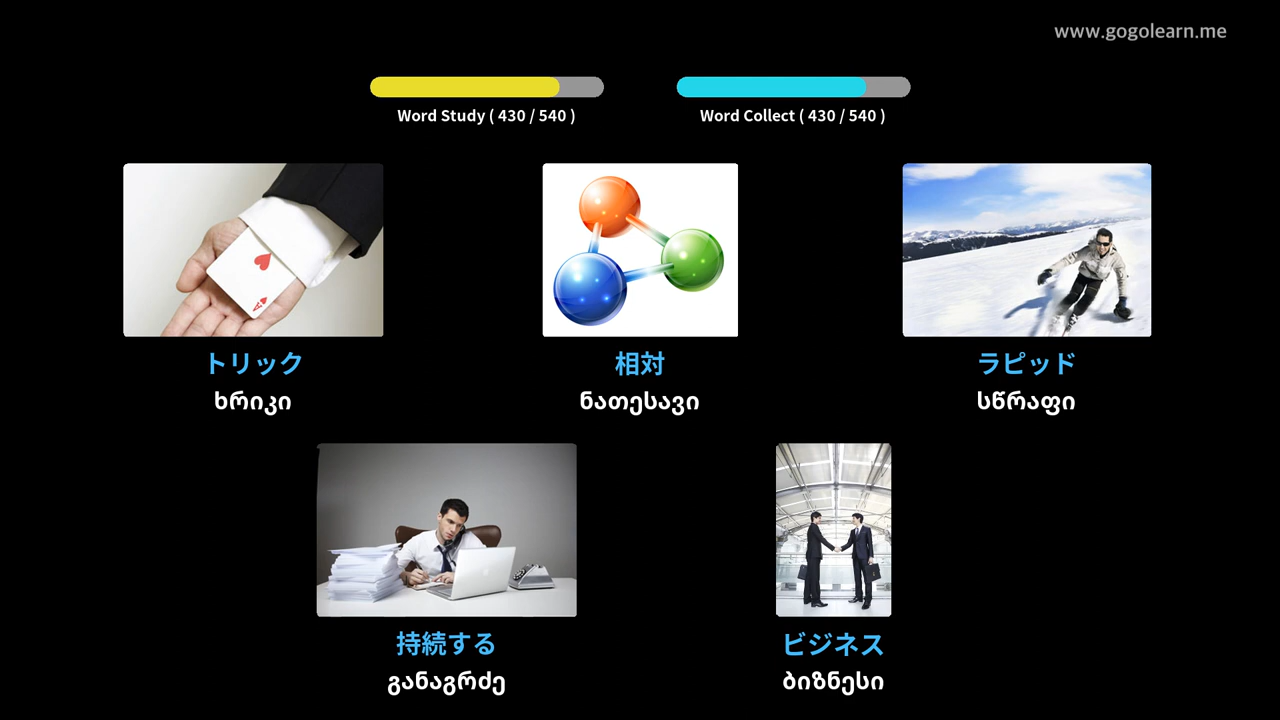 www.gogolearn.me
Word Study ( 430 / 540 )
Word Collect ( 430 / 540 )
トリック
ხრიკი
相対
ნათესავი
ラピッド
სწრაფი
持続する
განაგრძე
ビジネス
ბიზნესი